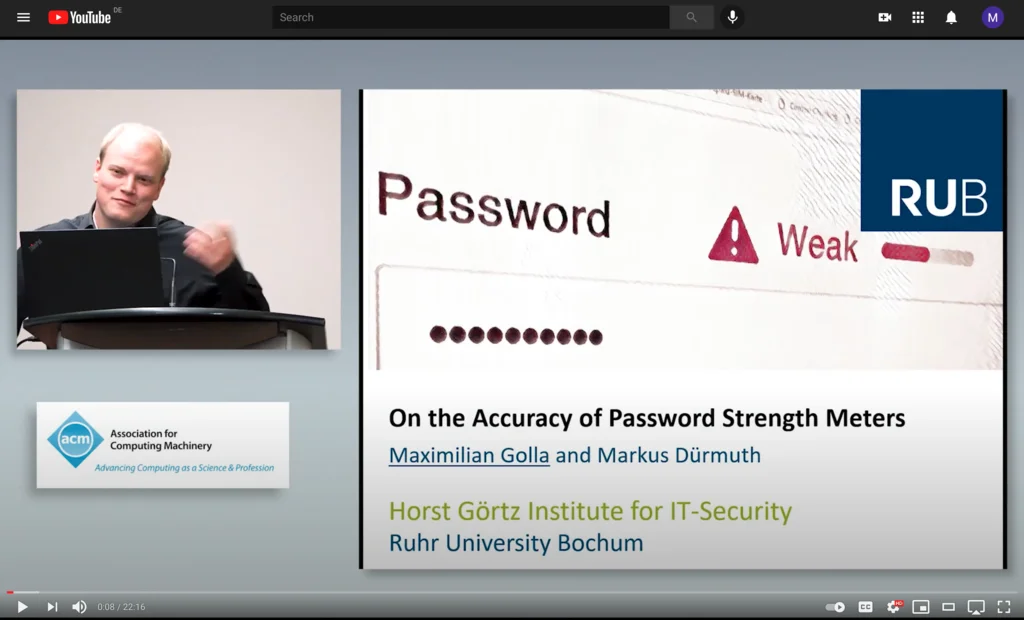 YouTube DE
Search
M
Password
Weak
RUB
acm
Association for
Computing Machinery
Advancing Computing as a Science & Profession
On the Accuracy of Password Strength Meters
Maximilian Golla and Markus Dürmuth
Horst Görtz Institute for IT-Security
Ruhr University Bochum
0:08 / 22:16
CC
HD